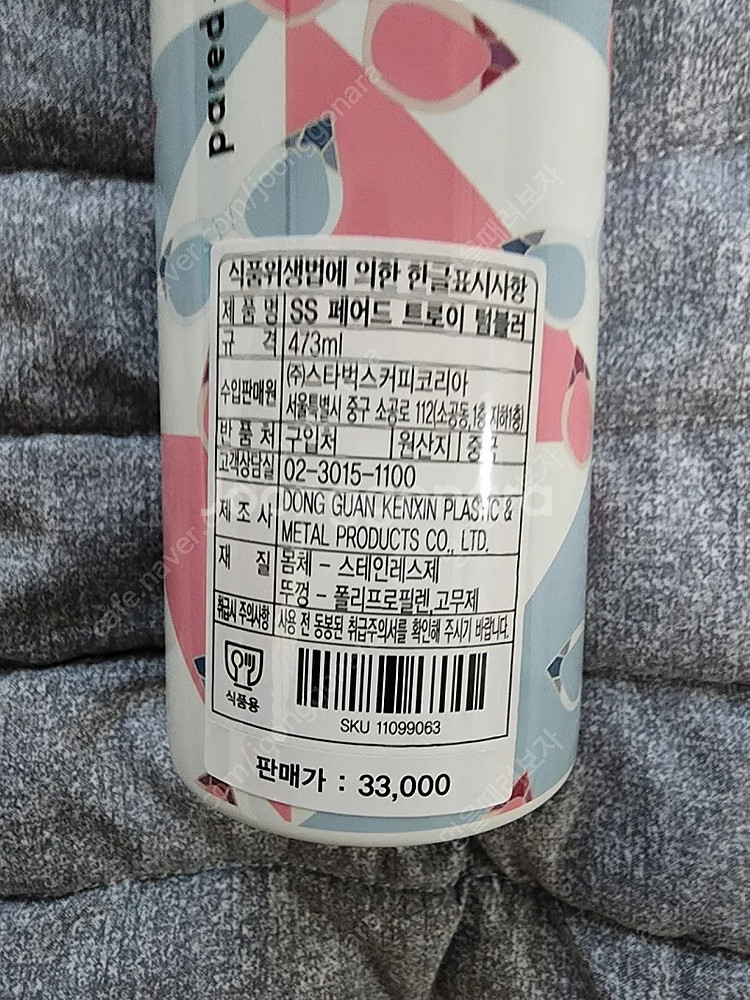 pared
식품위생법에 의한 한글표시사항
제 품 명 SS 페어드 트로이 텀블러
규 격 473ml
수입판매원 (주)스타벅스커피코리아
서울특별시 중구 소공로 112(소공동,1층 지하1층)
반 품 처 구입처 원산지 중국
고객상담실 02-3015-1100
제 조 사 DONG GUAN KENXIN PLASTIC &
METAL PRODUCTS CO., LTD.
재 질 몸체 - 스테인레스제
뚜껑 - 폴리프로필렌,고무제
취급시 주의사항 사용 전 동봉된 취급주의서를 확인해 주시기 바랍니다.
식품용
SKU 11099063
판매가 : 33,000
joonggonara